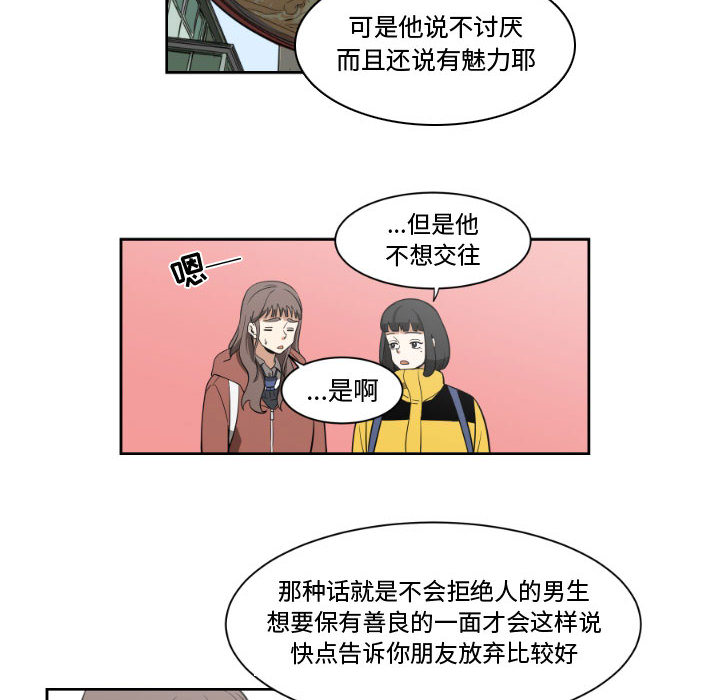 可是他说不讨厌
而且还说有魅力耶
...但是他
不想交往
嗯—
...是啊
那种话就是不会拒绝人的男生
想要保有善良的一面才会这样说
快点告诉你朋友放弃比较好